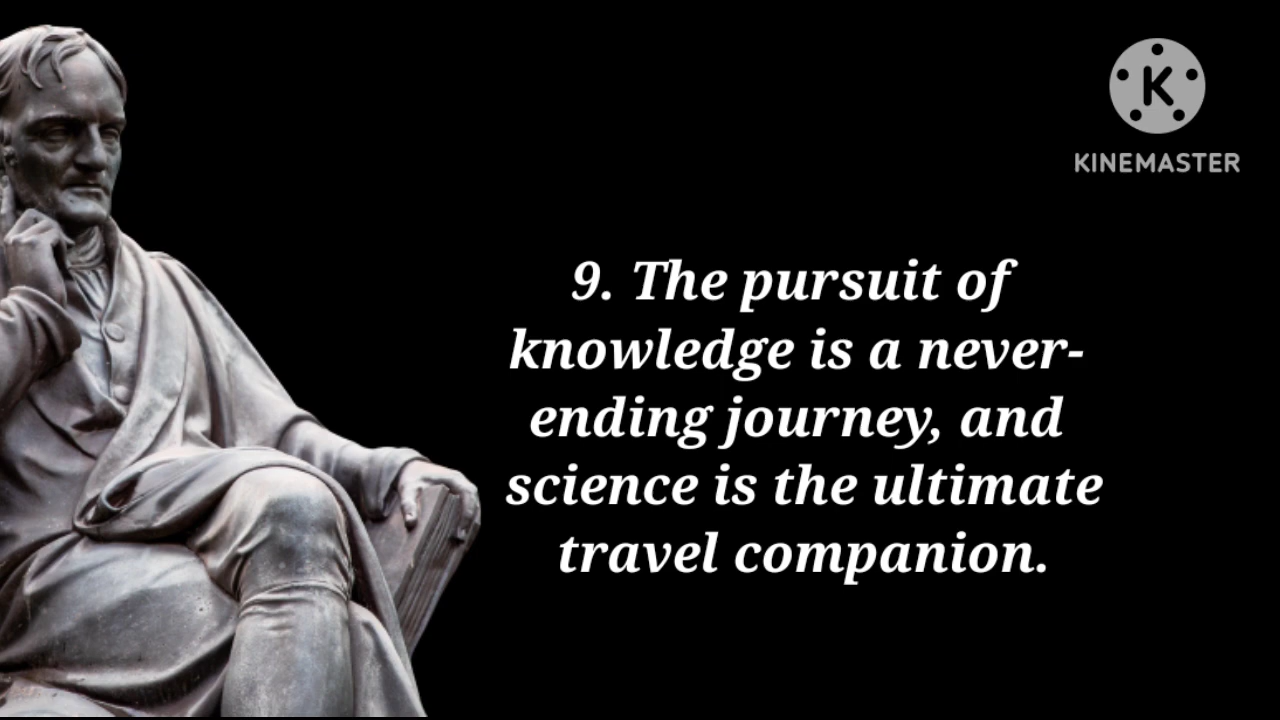 K
KINEMASTER
9. The pursuit of
knowledge is a never-
ending journey, and
science is the ultimate
travel companion.